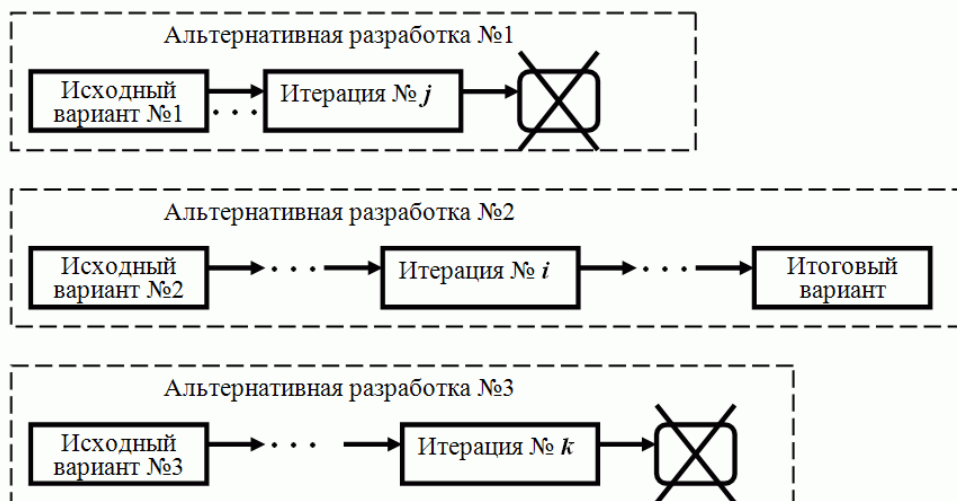 Альтернативная разработка №1
Исходный
вариант №1
. . .
Итерация № j
Альтернативная разработка №2
Исходный
вариант №2
. . .
Итерация № i
. . .
Итоговый
вариант
Альтернативная разработка №3
Исходный
вариант №3
. . .
Итерация № k